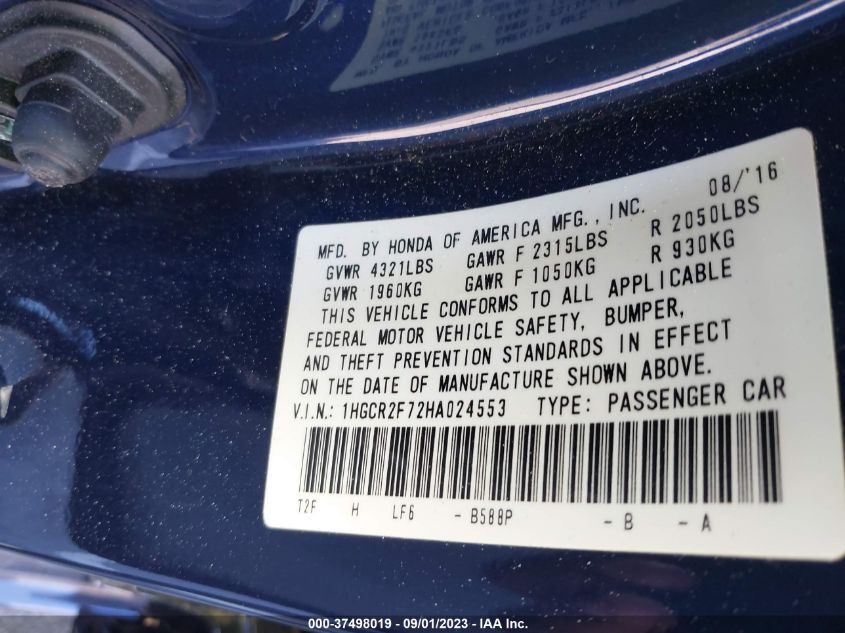 08/'16
MFD. BY HONDA OF AMERICA MFG., INC.
GVWR 4321LBS GAWR F 2315LBS R 2050LBS
GVWR 1960KG GAWR F 1050KG R 930KG
THIS VEHICLE CONFORMS TO ALL APPLICABLE
FEDERAL MOTOR VEHICLE SAFETY, BUMPER,
AND THEFT PREVENTION STANDARDS IN EFFECT
ON THE DATE OF MANUFACTURE SHOWN ABOVE.
V.I.N.: 1HGCR2F72HA024553 TYPE: PASSENGER CAR
T2F H LF6 - B588P - B - A
000-37498019 - 09/01/2023 - IAA Inc.